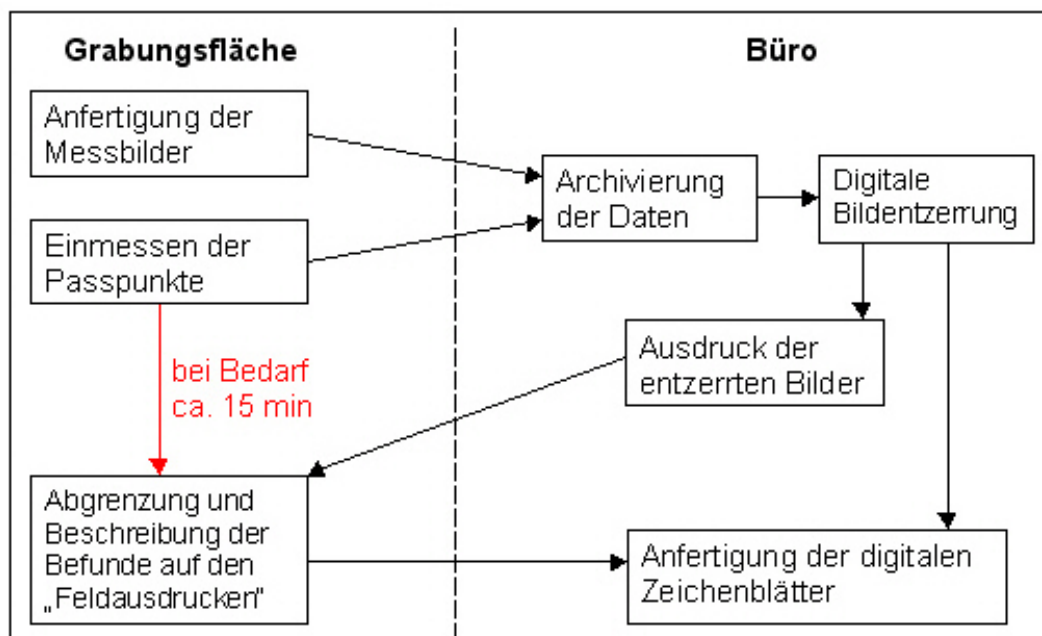 Grabungsfläche
Büro
Anfertigung der
Messbilder
Archivierung
der Daten
Digitale
Bildentzerrung
Einmessen der
Passpunkte
Ausdruck der
entzerrten Bilder
bei Bedarf
ca. 15 min
Abgrenzung und
Beschreibung der
Befunde auf den
„Feldausdrucken"
Anfertigung der digitalen
Zeichenblätter